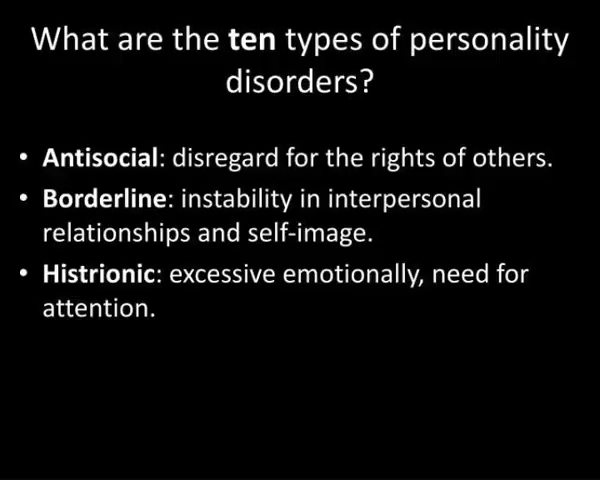 What are the ten types of personality
disorders?
• Antisocial: disregard for the rights of others.
• Borderline: instability in interpersonal
relationships and self-image.
• Histrionic: excessive emotionally, need for
attention.